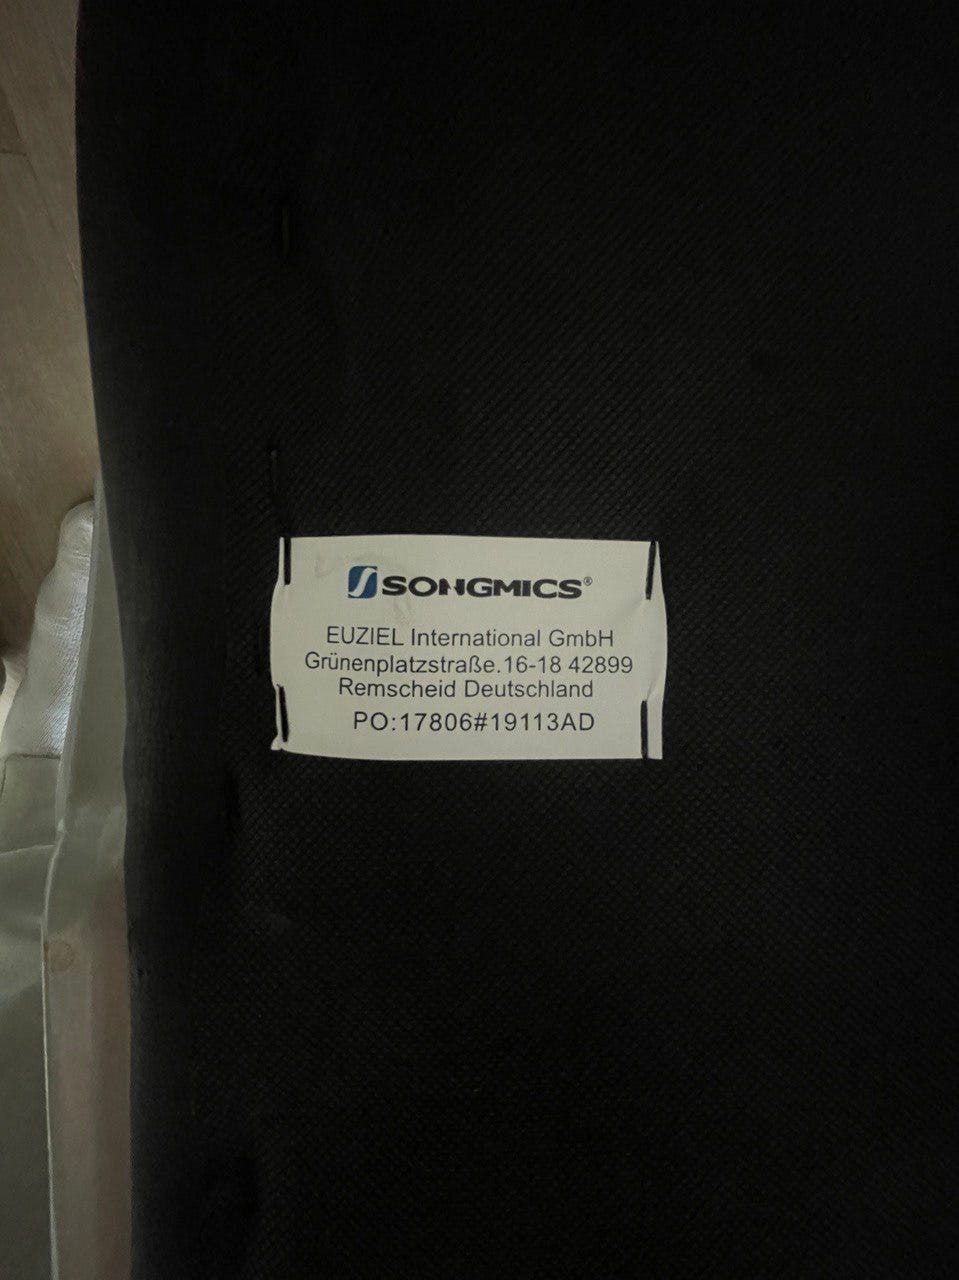 SONGMICS®
EUZIEL International GmbH
Grünenplatzstraße.16-18 42899
Remscheid Deutschland
PO:17806#19113AD